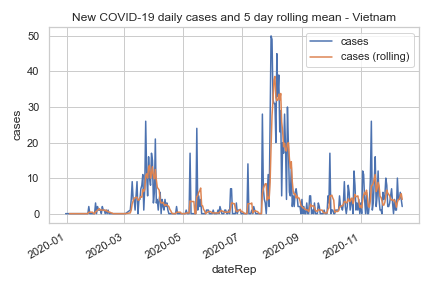 New COVID-19 daily cases and 5 day rolling mean - Vietnam
cases
cases (rolling)
50
40
30
20
10
0
cases
2020-01
2020-03
2020-05
2020-07
2020-09
2020-11
dateRep